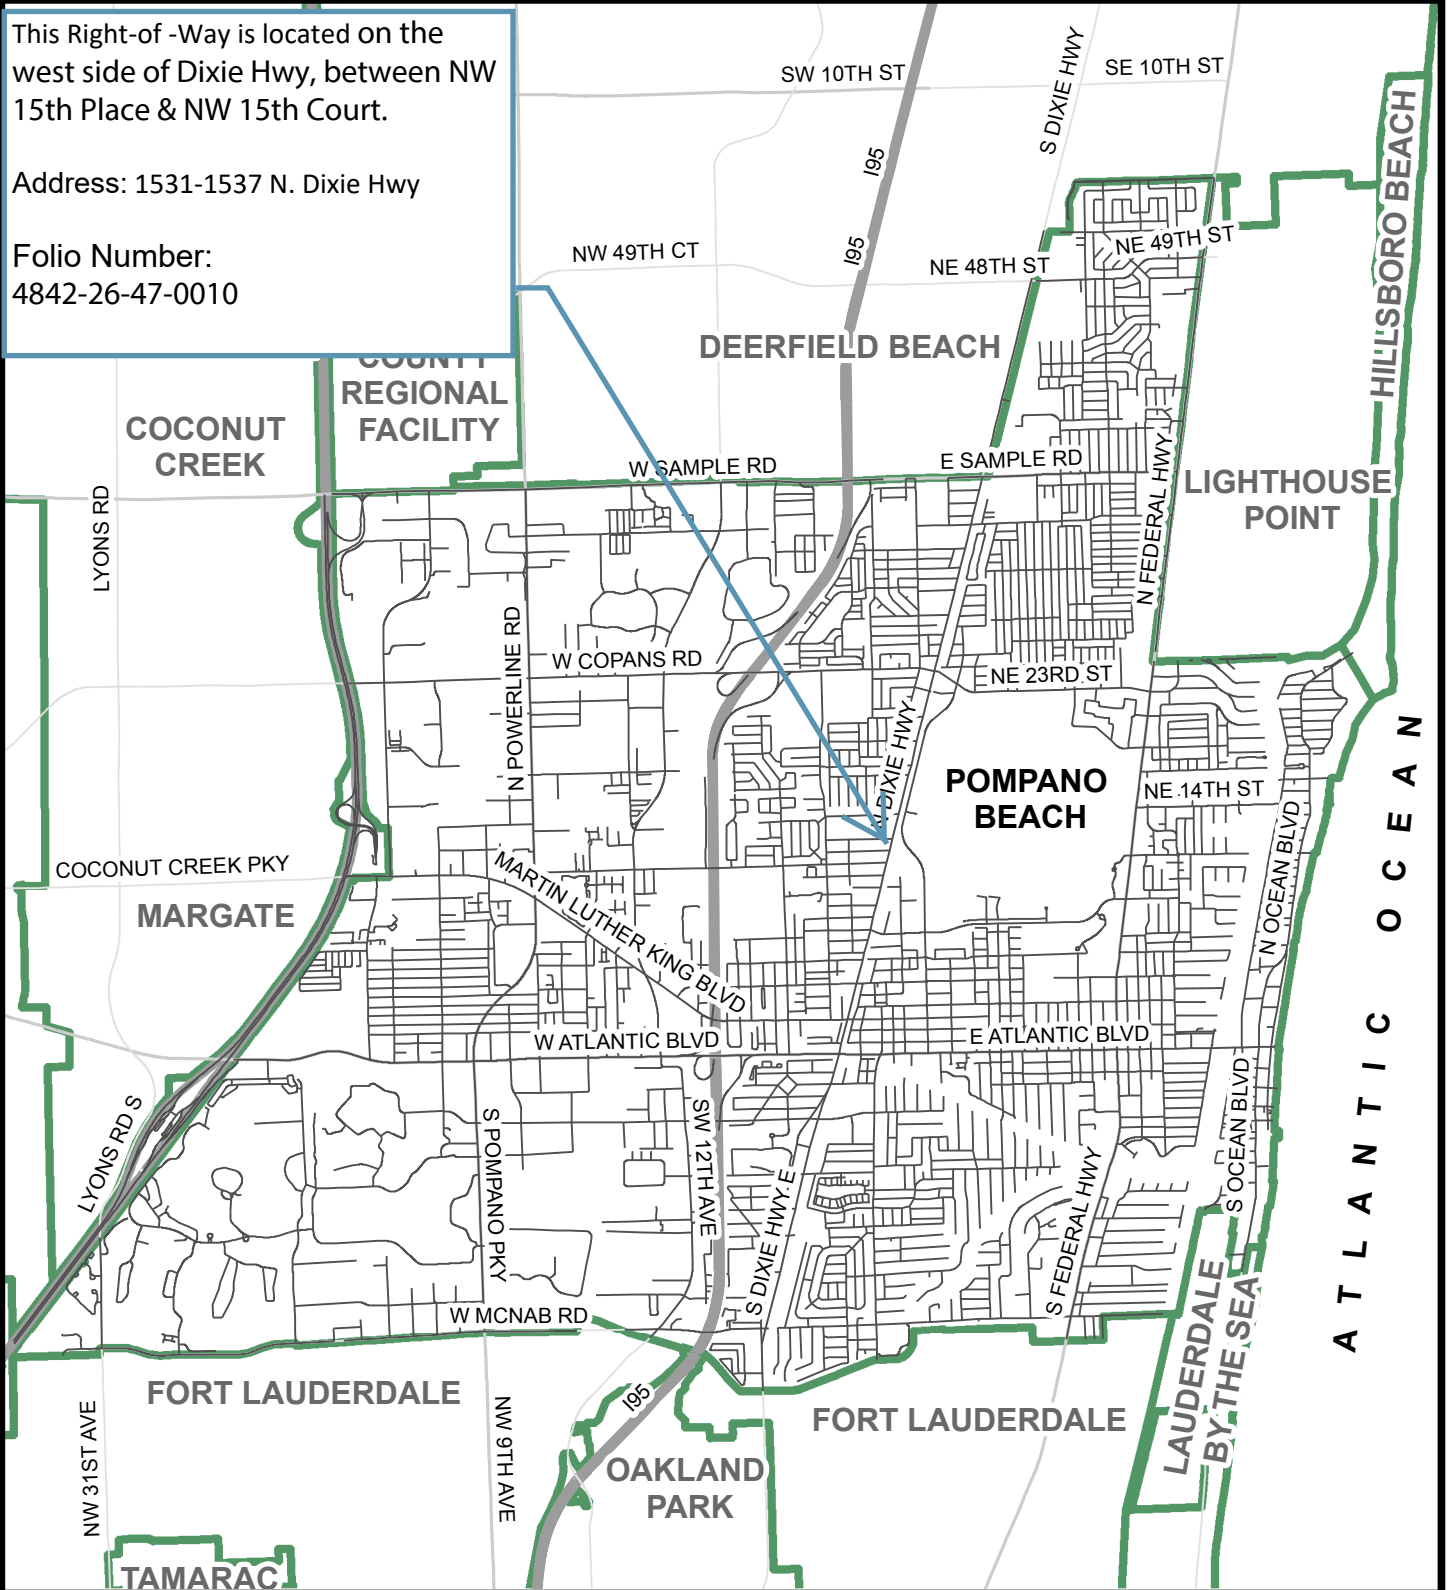 This Right-of -Way is located on the
west side of Dixie Hwy, between NW
15th Place & NW 15th Court.
Address: 1531-1537 N. Dixie Hwy
Folio Number:
4842-26-47-0010
SW 10TH ST
S DIXIE HWY
SE 10TH ST
HILLSBORO BEACH
I95
I95
NW 49TH CT
NE 48TH ST
NE 49TH ST
DEERFIELD BEACH
COUNTY
REGIONAL
FACILITY
COCONUT
CREEK
W SAMPLE RD
E SAMPLE RD
LYONS RD
N FEDERAL HWY
LIGHTHOUSE
POINT
N POWERLINE RD
W COPANS RD
NE 23RD ST
N DIXIE HWY
POMPANO
BEACH
NE 14TH ST
N OCEAN BLVD
ATLANTIC OCEAN
COCONUT CREEK PKY
MARGATE
MARTIN LUTHER KING BLVD
W ATLANTIC BLVD
E ATLANTIC BLVD
LYONS RD S
S POMPANO PKY
SW 12TH AVE
S DIXIE HWY E
S FEDERAL HWY
S OCEAN BLVD
W MCNAB RD
FORT LAUDERDALE
FORT LAUDERDALE
LAUDERDALE
BY THE SEA
I95
NW 31ST AVE
NW 9TH AVE
OAKLAND
PARK
TAMARAC